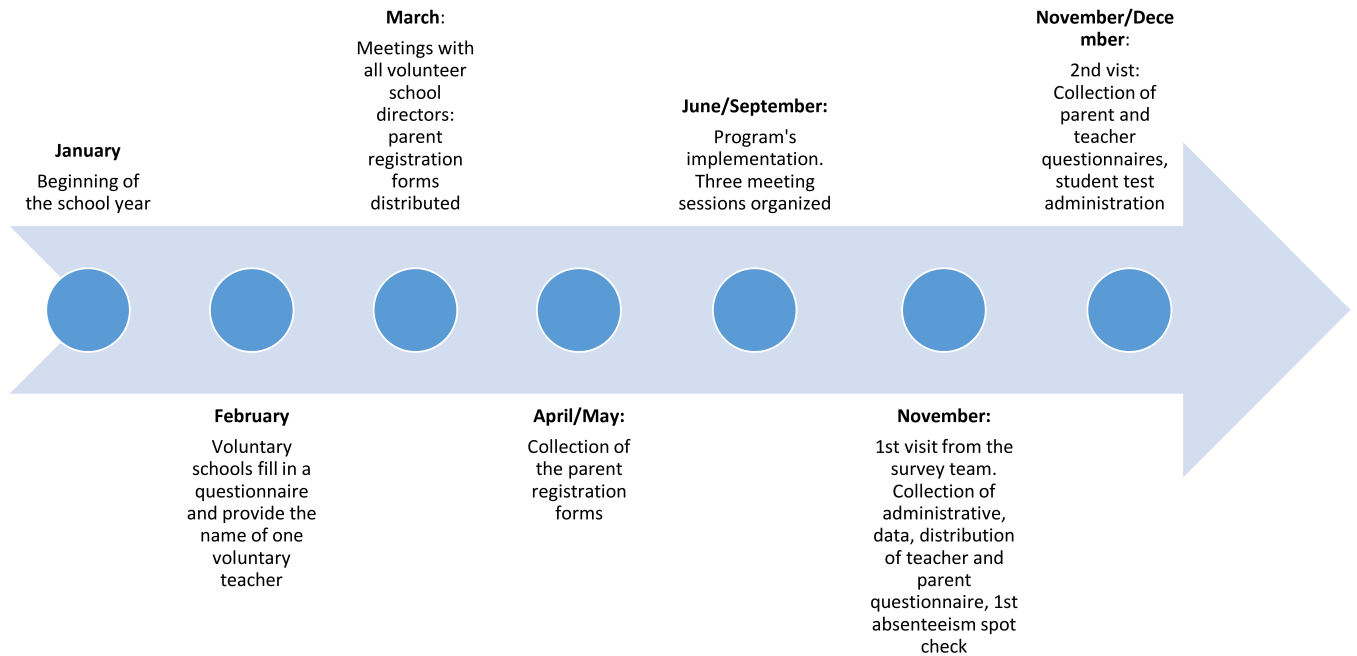 January
Beginning of
the school year
February
Voluntary
schools fill in a
questionnaire
and provide the
name of one
voluntary
teacher
March:
Meetings with
all volunteer
school
directors:
parent
registration
forms
distributed
April/May:
Collection of
the parent
registration
forms
June/September:
Program's
implementation.
Three meeting
sessions organized
November:
1st visit from the
survey team.
Collection of
administrative,
data, distribution
of teacher and
parent
questionnaire, 1st
absenteeism spot
check
November/Dece
mber:
2nd vist:
Collection of
parent and
teacher
questionnaires,
student test
administration